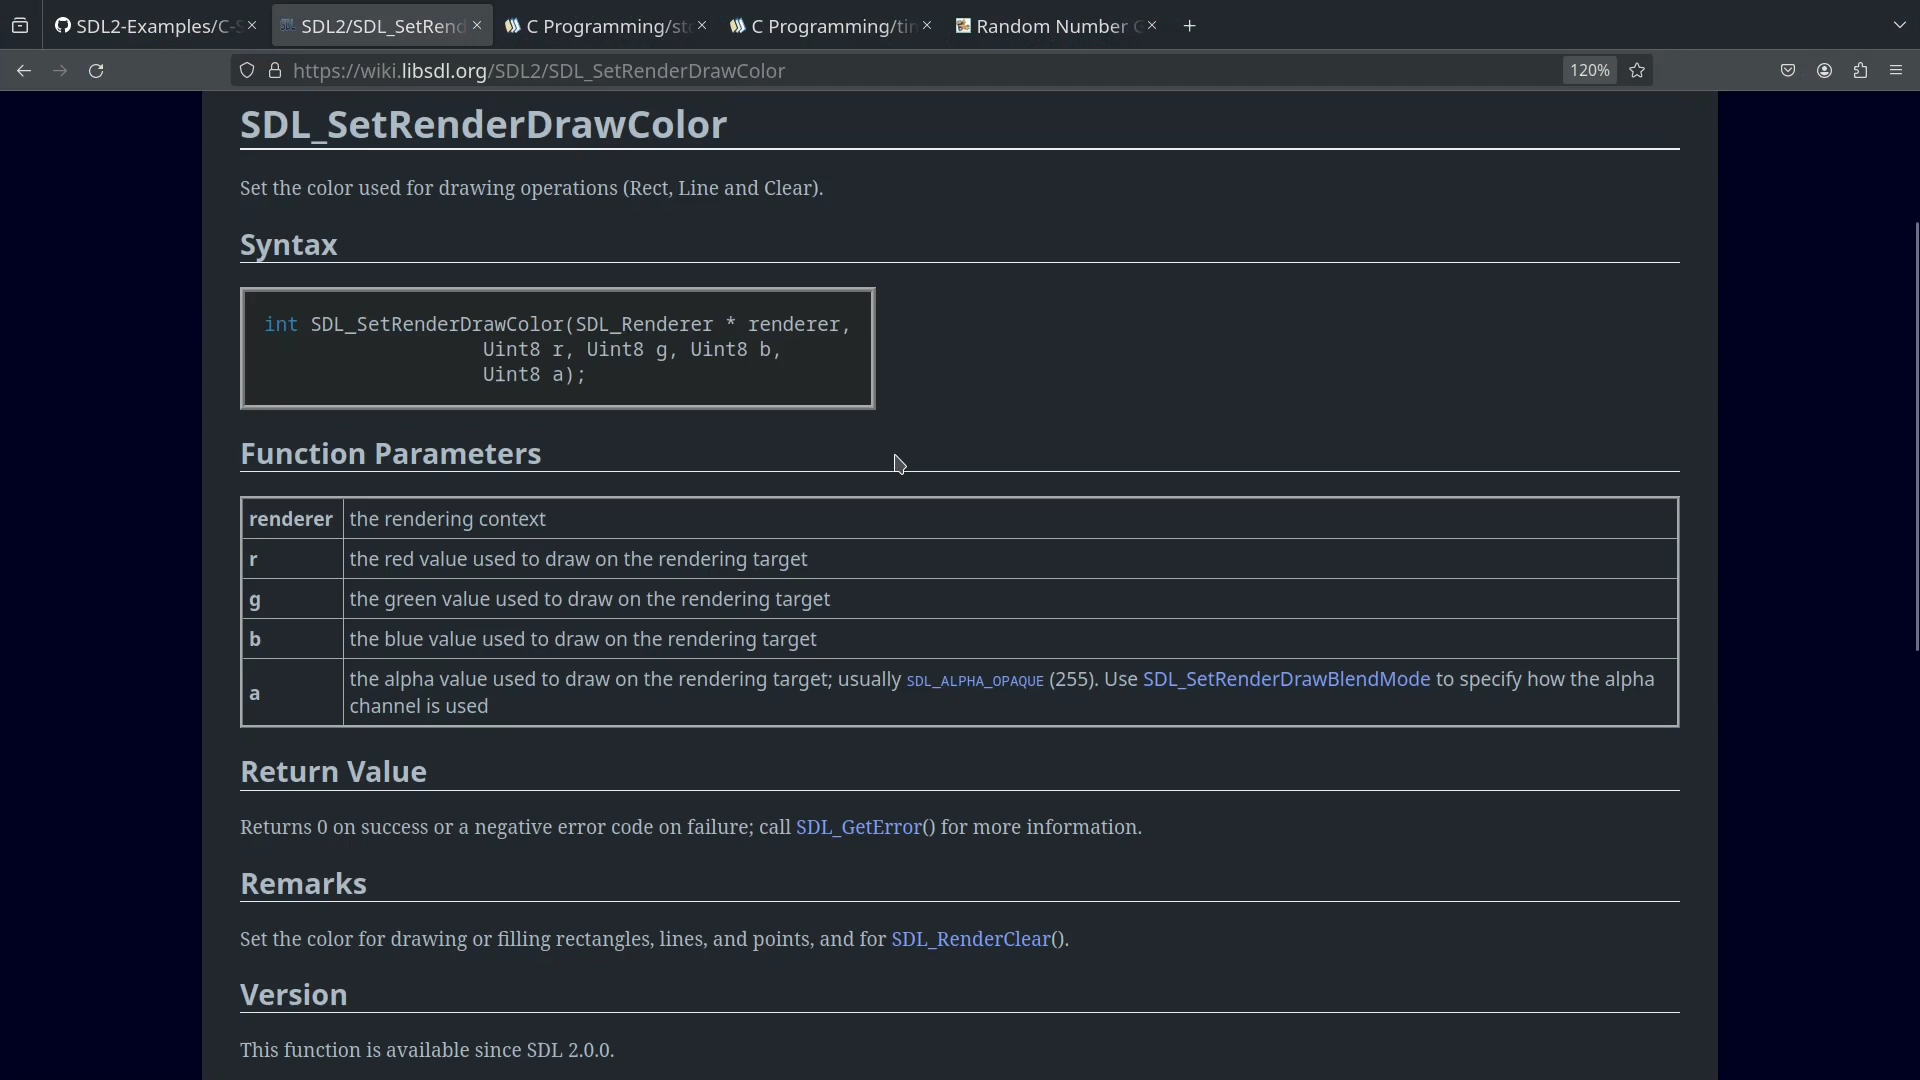 SDL2-Examples/C-S
SDL2/SDL_SetRend
C Programming/st
C Programming/tin
Random Number G
https://wiki.libsdl.org/SDL2/SDL_SetRenderDrawColor
120%
SDL_SetRenderDrawColor
Set the color used for drawing operations (Rect, Line and Clear).
Syntax
int SDL_SetRenderDrawColor(SDL_Renderer * renderer,
Uint8 r, Uint8 g, Uint8 b,
Uint8 a);
Function Parameters
renderer the rendering context
r the red value used to draw on the rendering target
g the green value used to draw on the rendering target
b the blue value used to draw on the rendering target
a the alpha value used to draw on the rendering target; usually SDL_ALPHA_OPAQUE (255). Use SDL_SetRenderDrawBlendMode to specify how the alpha
channel is used
Return Value
Returns 0 on success or a negative error code on failure; call SDL_GetError() for more information.
Remarks
Set the color for drawing or filling rectangles, lines, and points, and for SDL_RenderClear().
Version
This function is available since SDL 2.0.0.